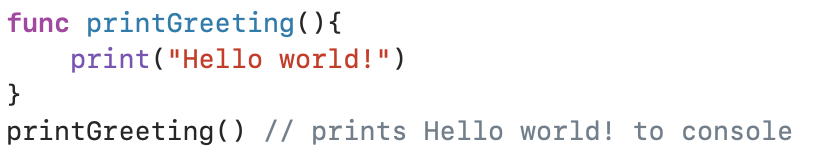 func printGreeting(){
    print("Hello world!")
}
printGreeting() // prints Hello world! to console